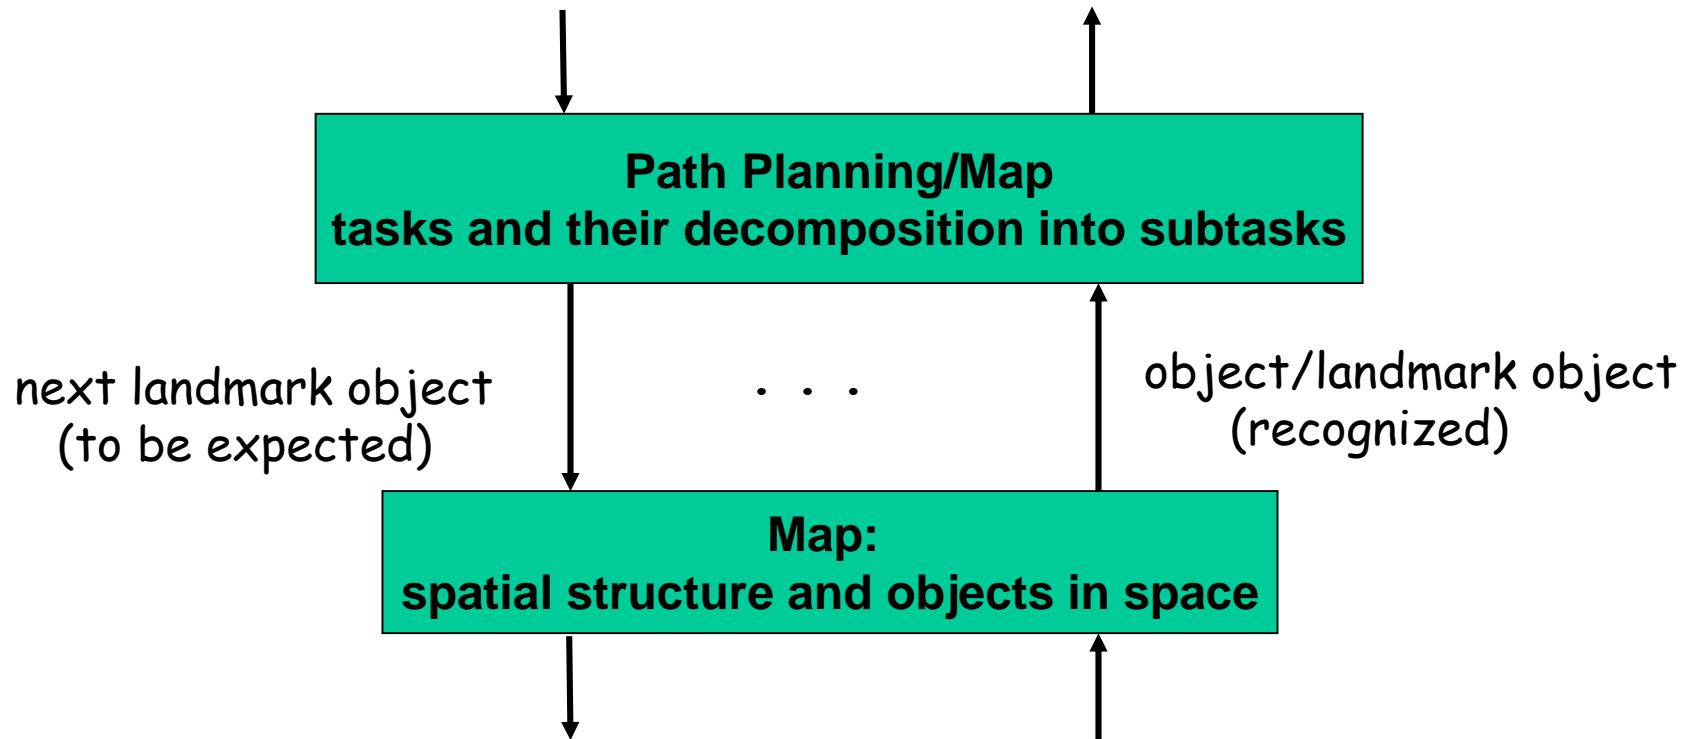 Path Planning/Map
tasks and their decomposition into subtasks
next landmark object
(to be expected)
. . .
object/landmark object
(recognized)
Map:
spatial structure and objects in space